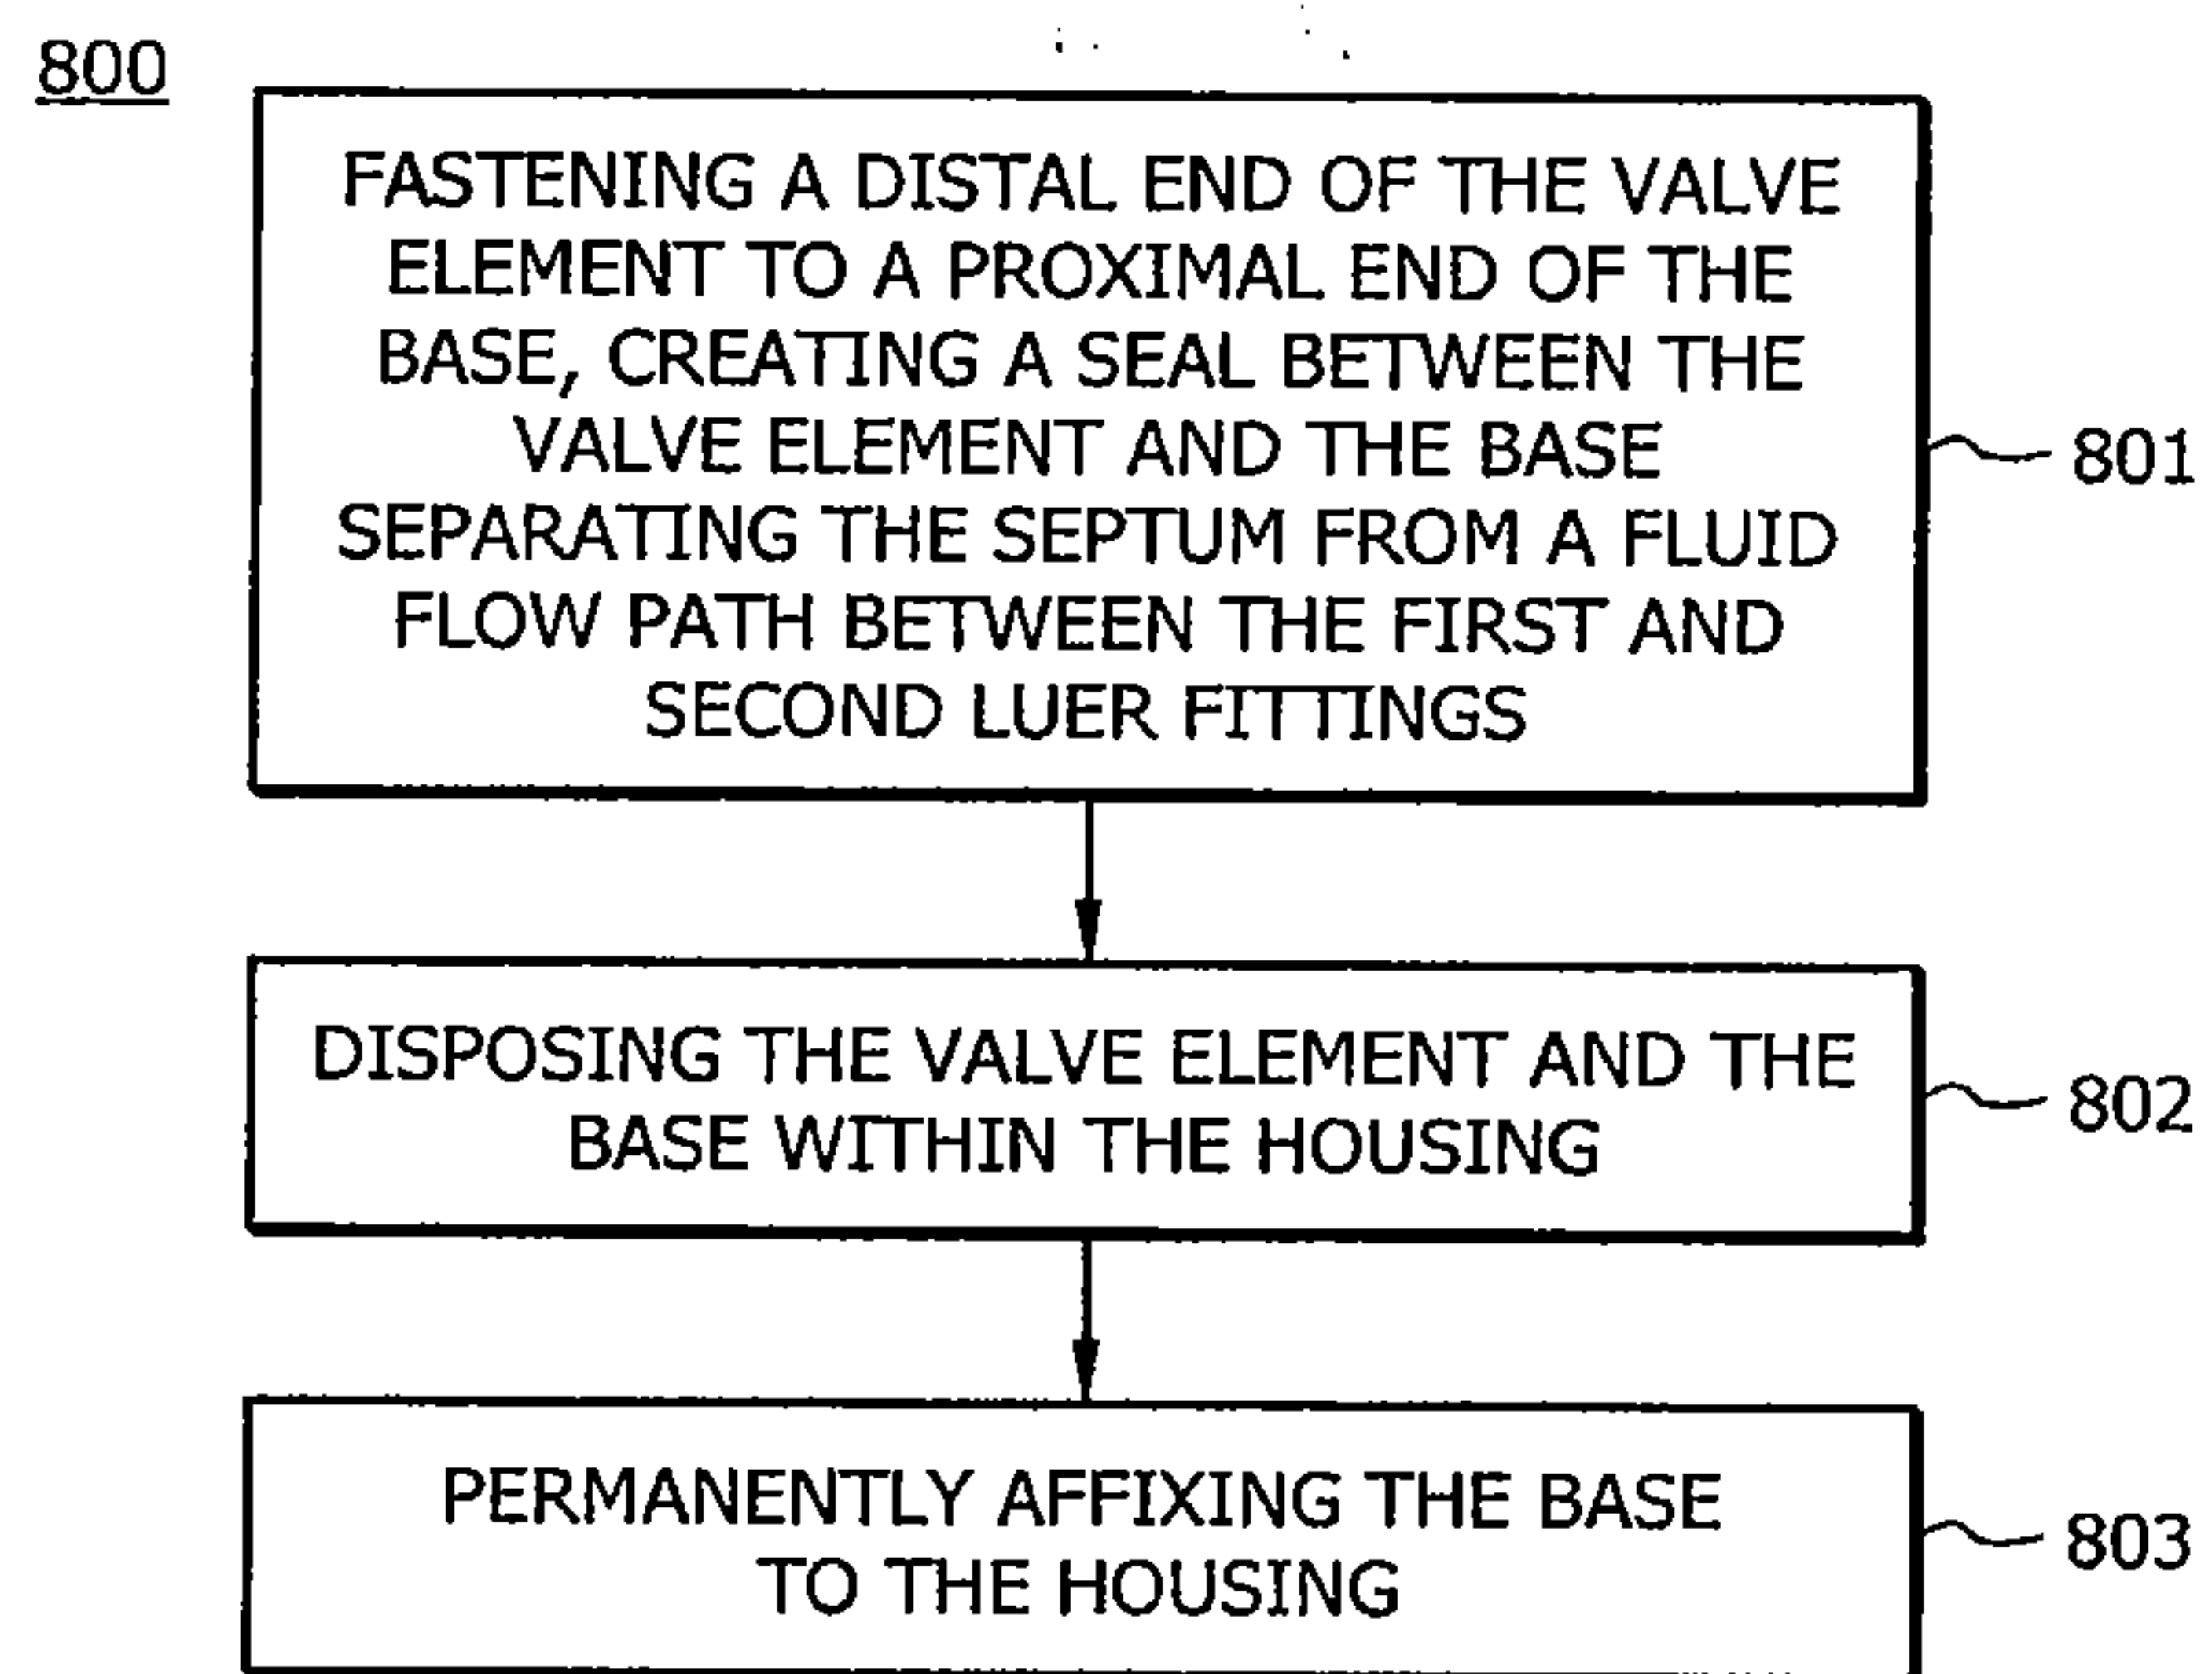 800
FASTENING A DISTAL END OF THE VALVE
ELEMENT TO A PROXIMAL END OF THE
BASE, CREATING A SEAL BETWEEN THE
VALVE ELEMENT AND THE BASE
SEPARATING THE SEPTUM FROM A FLUID
FLOW PATH BETWEEN THE FIRST AND
SECOND LUER FITTINGS
801
DISPOSING THE VALVE ELEMENT AND THE
BASE WITHIN THE HOUSING
802
PERMANENTLY AFFIXING THE BASE
TO THE HOUSING
803